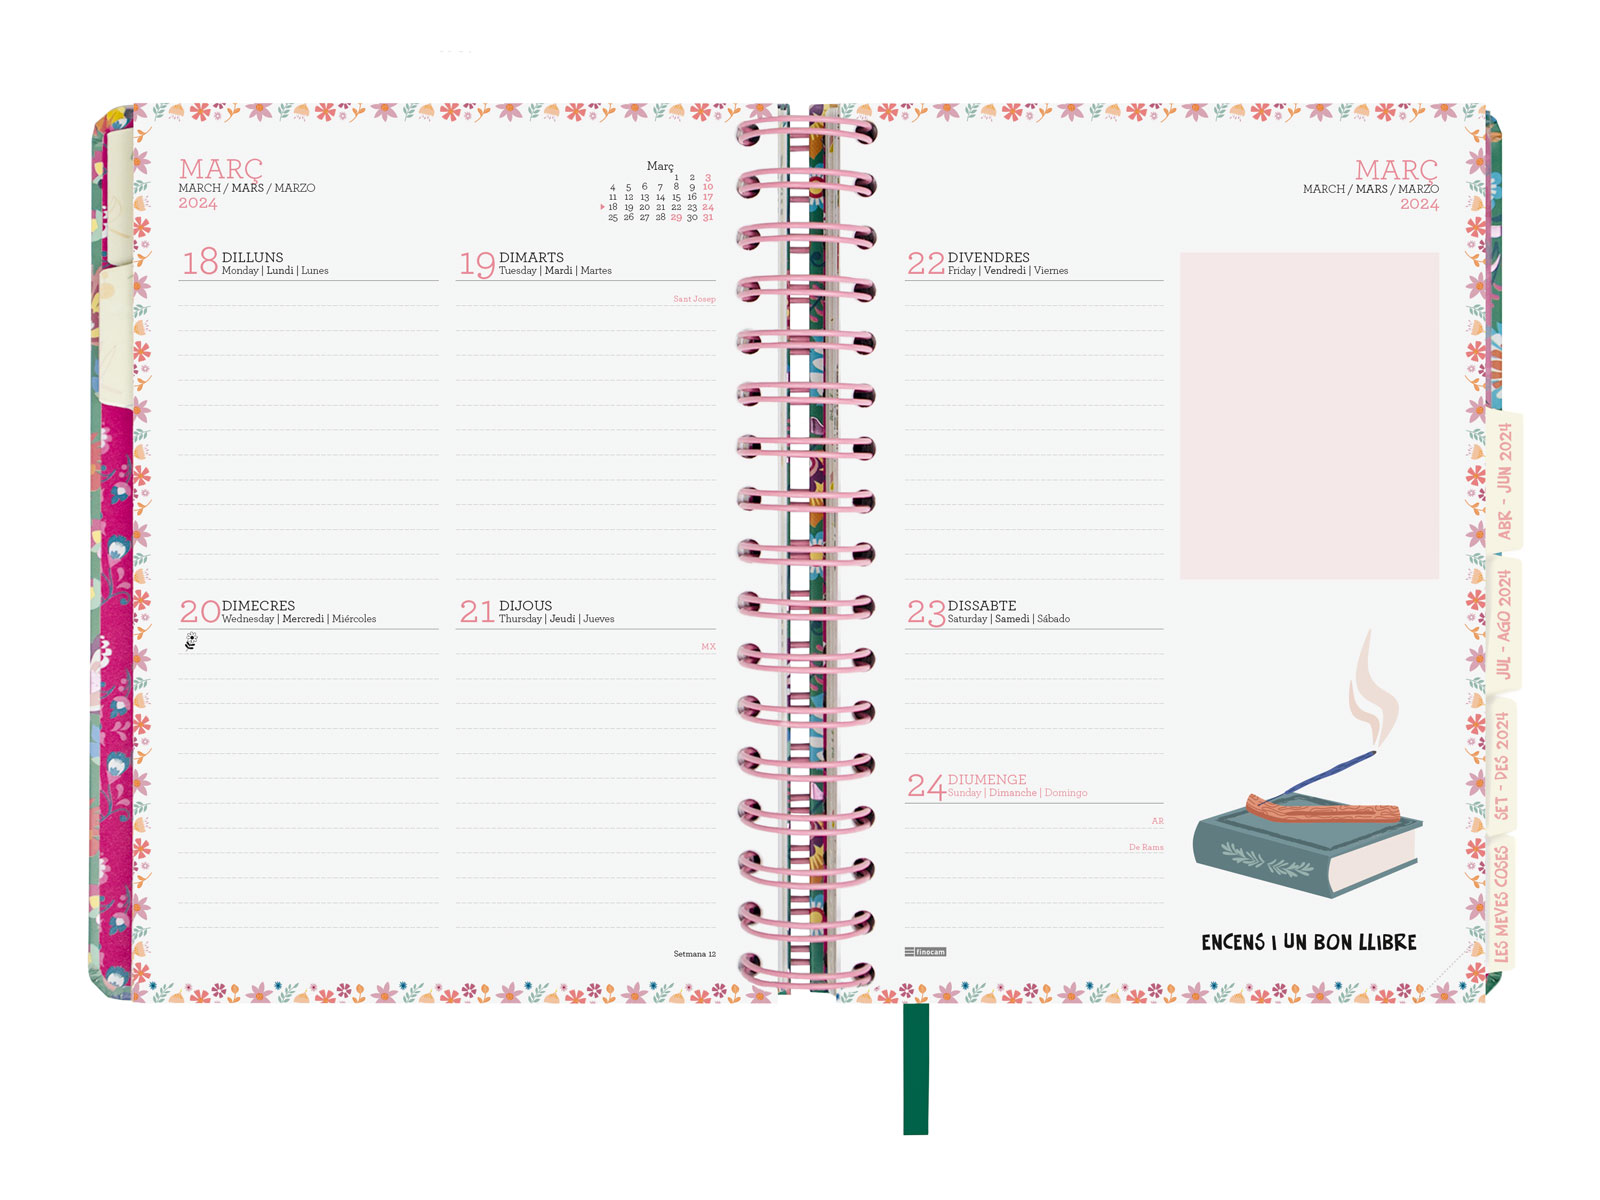 MARÇ
MARCH / MARS / MARZO
2024
Març
1 2 3
4 5 6 7 8 9 10
11 12 13 14 15 16 17
18 19 20 21 22 23 24
25 26 27 28 29 30 31
18 DILLUNS
Monday | Lundi | Lunes
19 DIMARTS
Tuesday | Mardi | Martes
Sant Josep
20 DIMECRES
Wednesday | Mercredi | Miércoles
21 DIJOUS
Thursday | Jeudi | Jueves
MX
Setmana 12
MARÇ
MARCH / MARS / MARZO
2024
22 DIVENDRES
Friday | Vendredi | Viernes
23 DISSABTE
Saturday | Samedi | Sábado
24 DIUMENGE
Sunday | Dimanche | Domingo
AR
De Rams
finocam
ENCENS I UN BON LLIBRE
ABR - JUN 2024
JUL - AGO 2024
SET - DES 2024
LES MEVES COSES